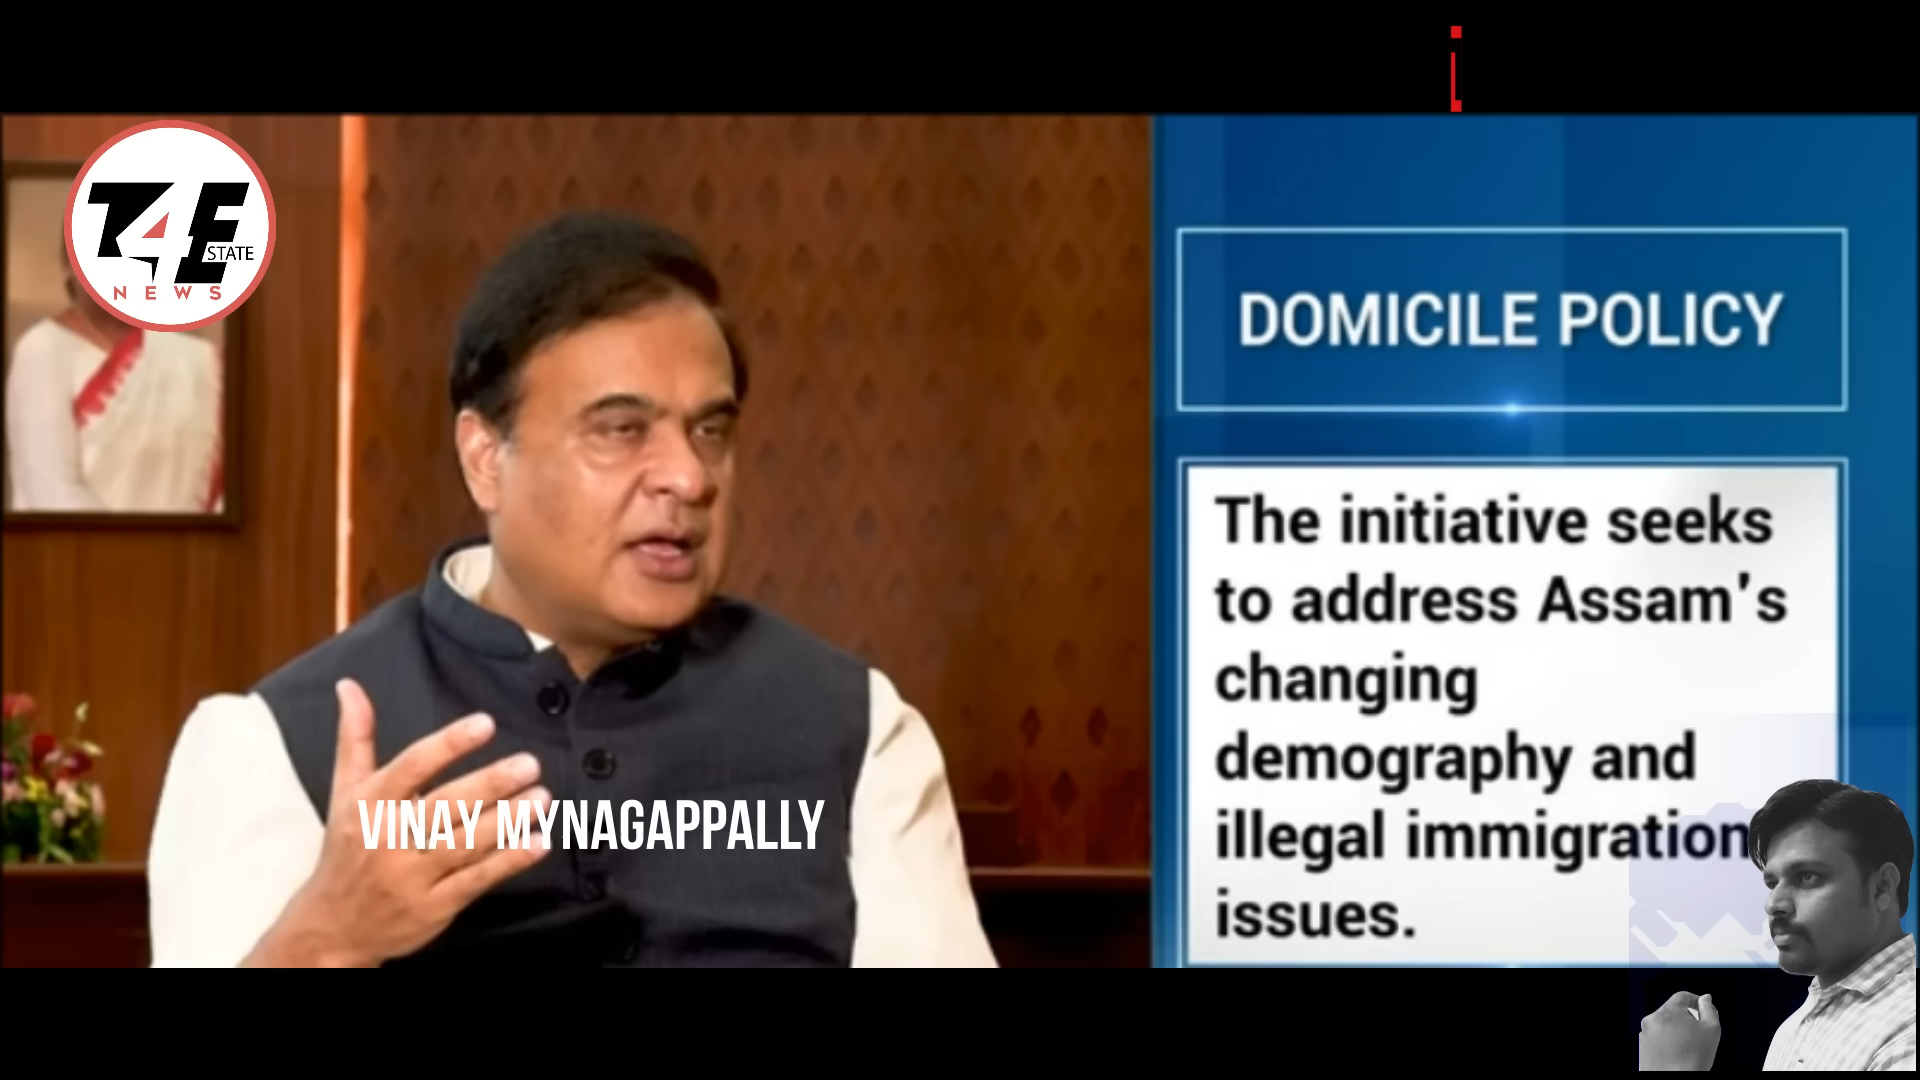 T4E
STATE
NEWS
DOMICILE POLICY
The initiative seeks
to address Assam's
changing
demography and
illegal immigration
issues.
VINAY MYNAGAPPALLY